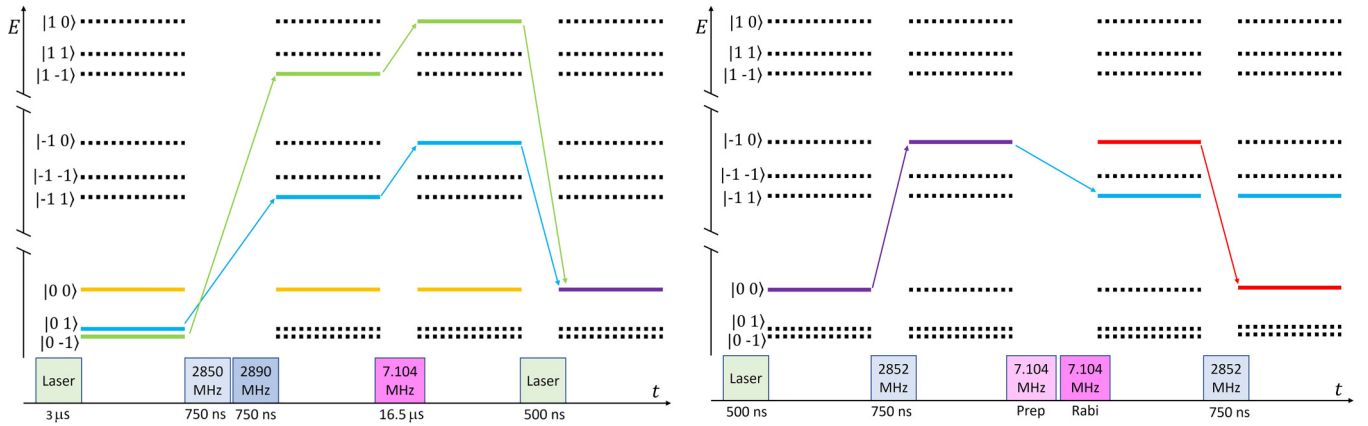 E
|1 0⟩
|1 1⟩
|1 -1⟩
|-1 0⟩
|-1 -1⟩
|-1 1⟩
|0 0⟩
|0 1⟩
|0 -1⟩
Laser
2850 MHz
2890 MHz
7.104 MHz
Laser
t
3 μs
750 ns
750 ns
16.5 μs
500 ns
E
|1 0⟩
|1 1⟩
|1 -1⟩
|-1 0⟩
|-1 -1⟩
|-1 1⟩
|0 0⟩
|0 1⟩
|0 -1⟩
Laser
2852 MHz
7.104 MHz
7.104 MHz
2852 MHz
t
500 ns
750 ns
Prep
Rabi
750 ns